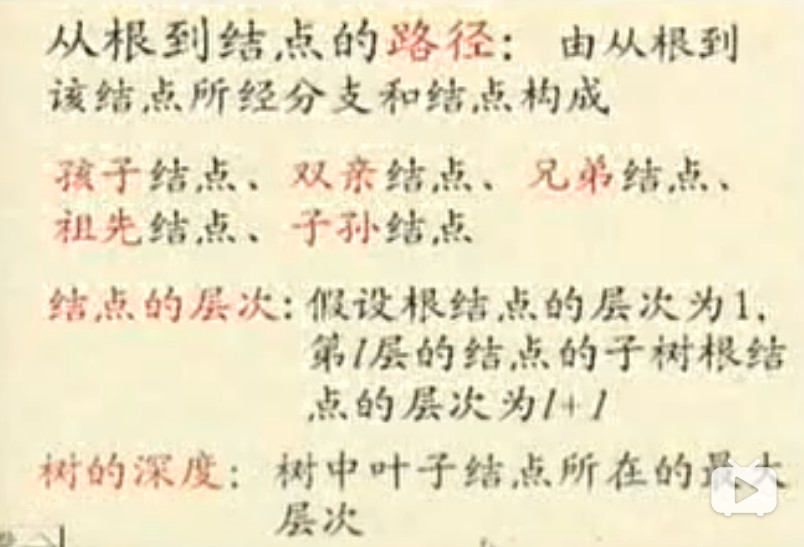 从根到结点的路径： 由从根到
该结点所经分支和结点构成
孩子结点、双亲结点、兄弟结点、
祖先结点、子孙结点
结点的层次：假设根结点的层次为1，
第l层的结点的子树根结
点的层次为l+1
树的深度： 树中叶子结点所在的最大
层次